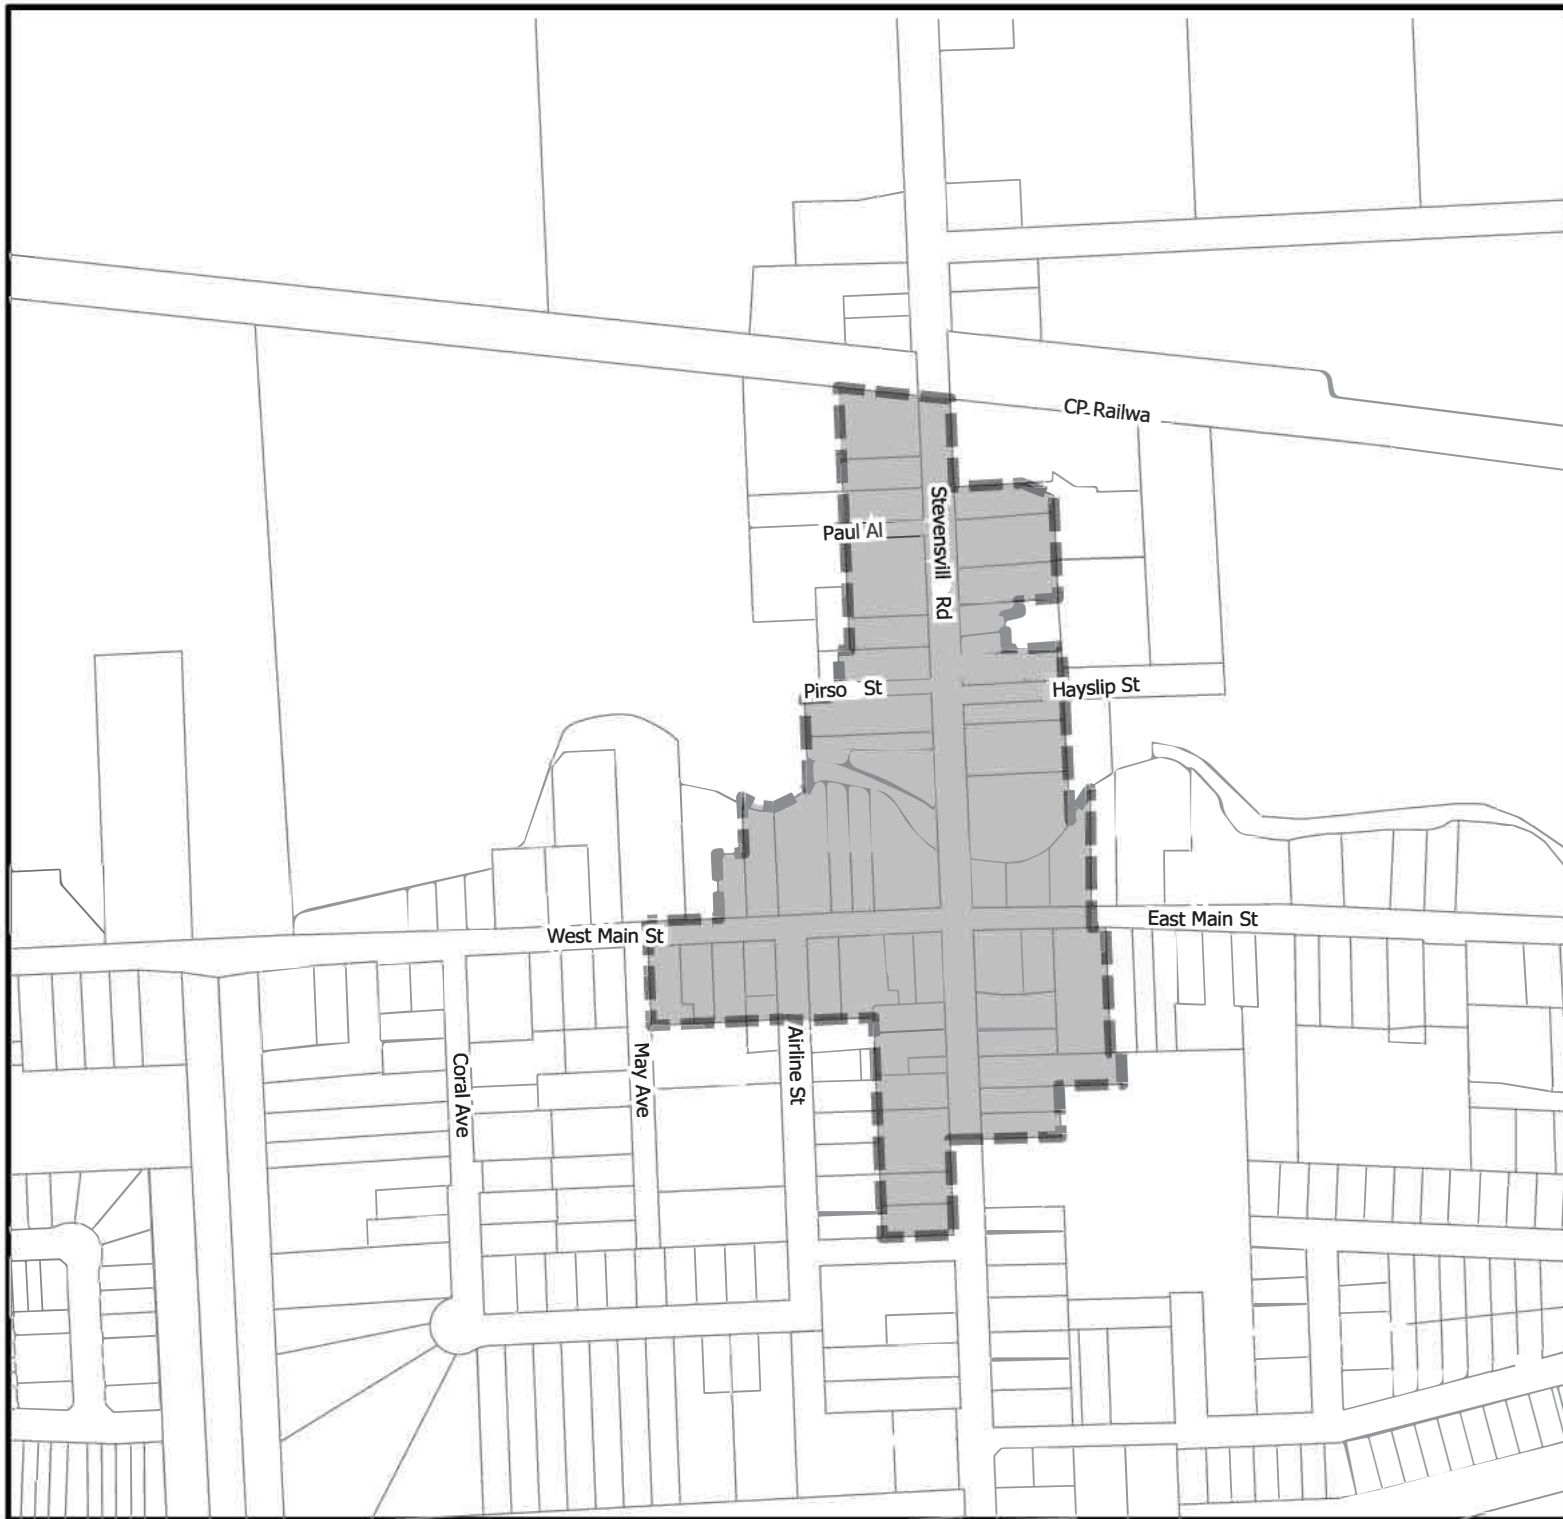 CP Railwa
Stevensvill Rd
Paul Al
Pirso St
Hayslip St
West Main St
East Main St
Coral Ave
May Ave
Airline St